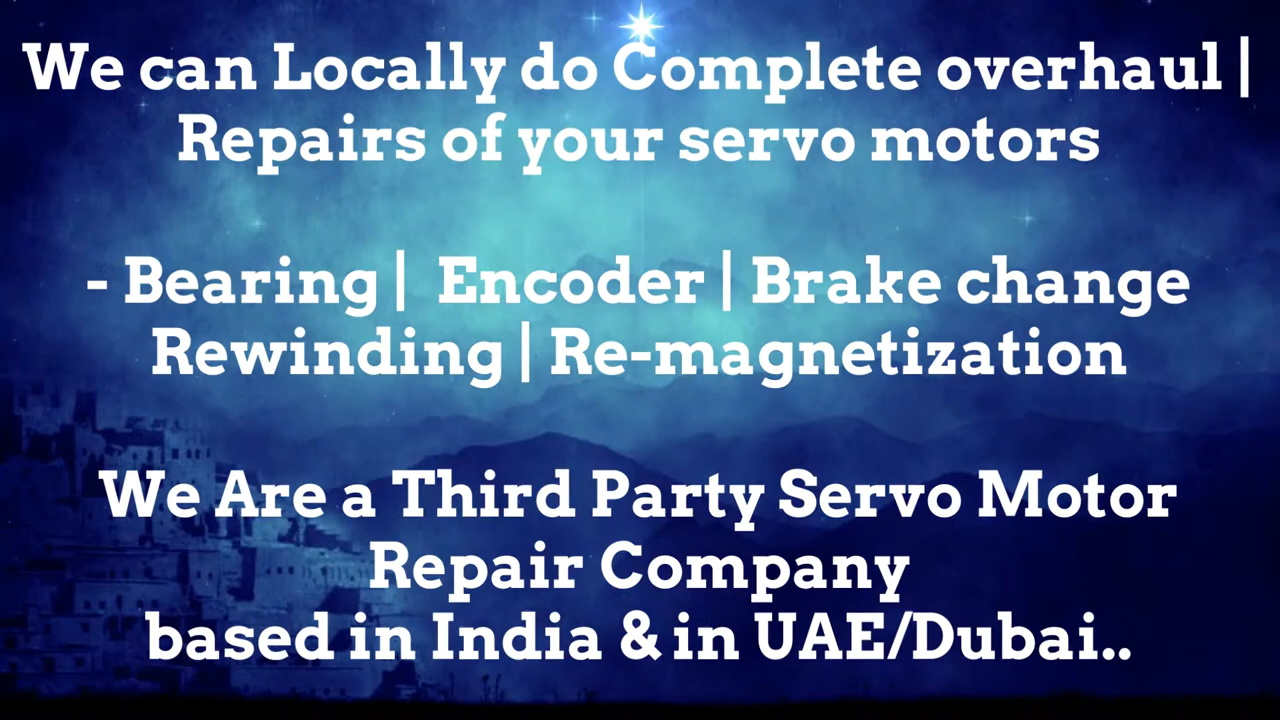 We can Locally do Complete overhaul |
Repairs of your servo motors
- Bearing | Encoder | Brake change
Rewinding | Re-magnetization
We Are a Third Party Servo Motor
Repair Company
based in India & in UAE/Dubai..